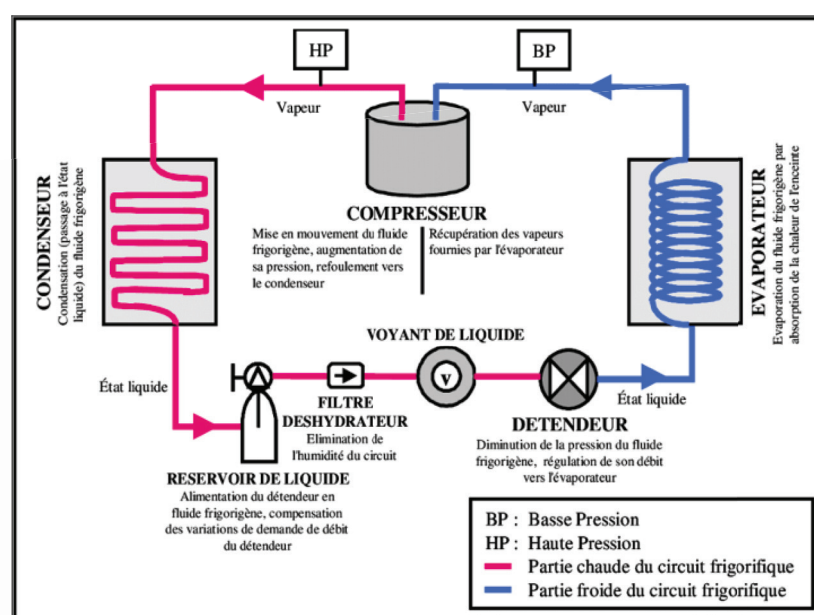 HP
BP
Vapeur
Vapeur
CONDENSEUR
Condensation (passage à l'état
liquide) du fluide frigorigène
COMPRESSEUR
Mise en mouvement du fluide
frigorigène, augmentation de
sa pression, refoulement vers
le condenseur
Récupération des vapeurs
fournies par l'évaporateur
EVAPORATEUR
Evaporation du fluide frigorigène par
absorption de la chaleur de l'enceinte
VOYANT DE LIQUIDE
V
État liquide
État liquide
FILTRE
DESHYDRATEUR
Elimination de
l'humidité du circuit
DETENDEUR
Diminution de la pression du fluide
frigorigène, régulation de son débit
vers l'évaporateur
RESERVOIR DE LIQUIDE
Alimentation du détendeur en
fluide frigorigène, compensation
des variations de demande de débit
du détendeur
BP : Basse Pression
HP : Haute Pression
Partie chaude du circuit frigorifique
Partie froide du circuit frigorifique